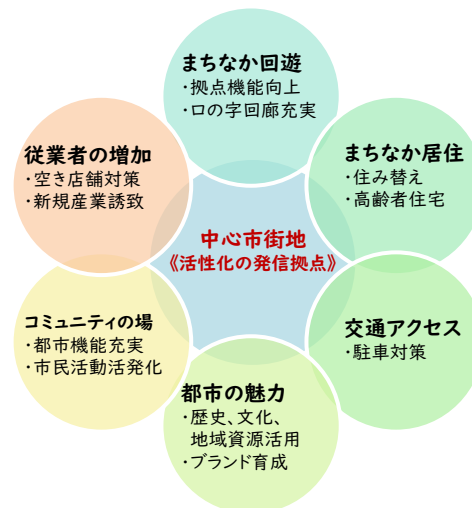 まちなか回遊
・拠点機能向上
・ロの字回廊充実
従業者の増加
・空き店舗対策
・新規産業誘致
まちなか居住
・住み替え
・高齢者住宅
中心市街地
《活性化の発信拠点》
コミュニティの場
・都市機能充実
・市民活動活発化
交通アクセス
・駐車対策
都市の魅力
・歴史、文化、
地域資源活用
・ブランド育成